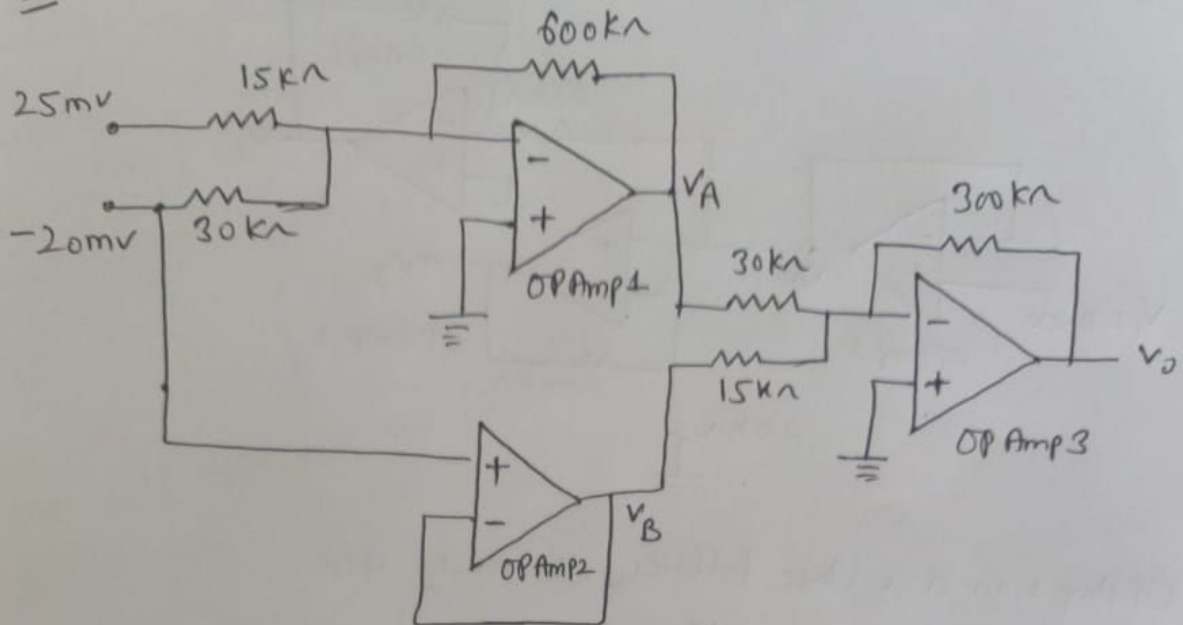 600kΩ
15kΩ
25mv
-
VA
300kΩ
-20mv
30kΩ
+
30kΩ
OPAmp1
-
15kΩ
+
Vo
OPAmp3
+
-
VB
OPAmp2